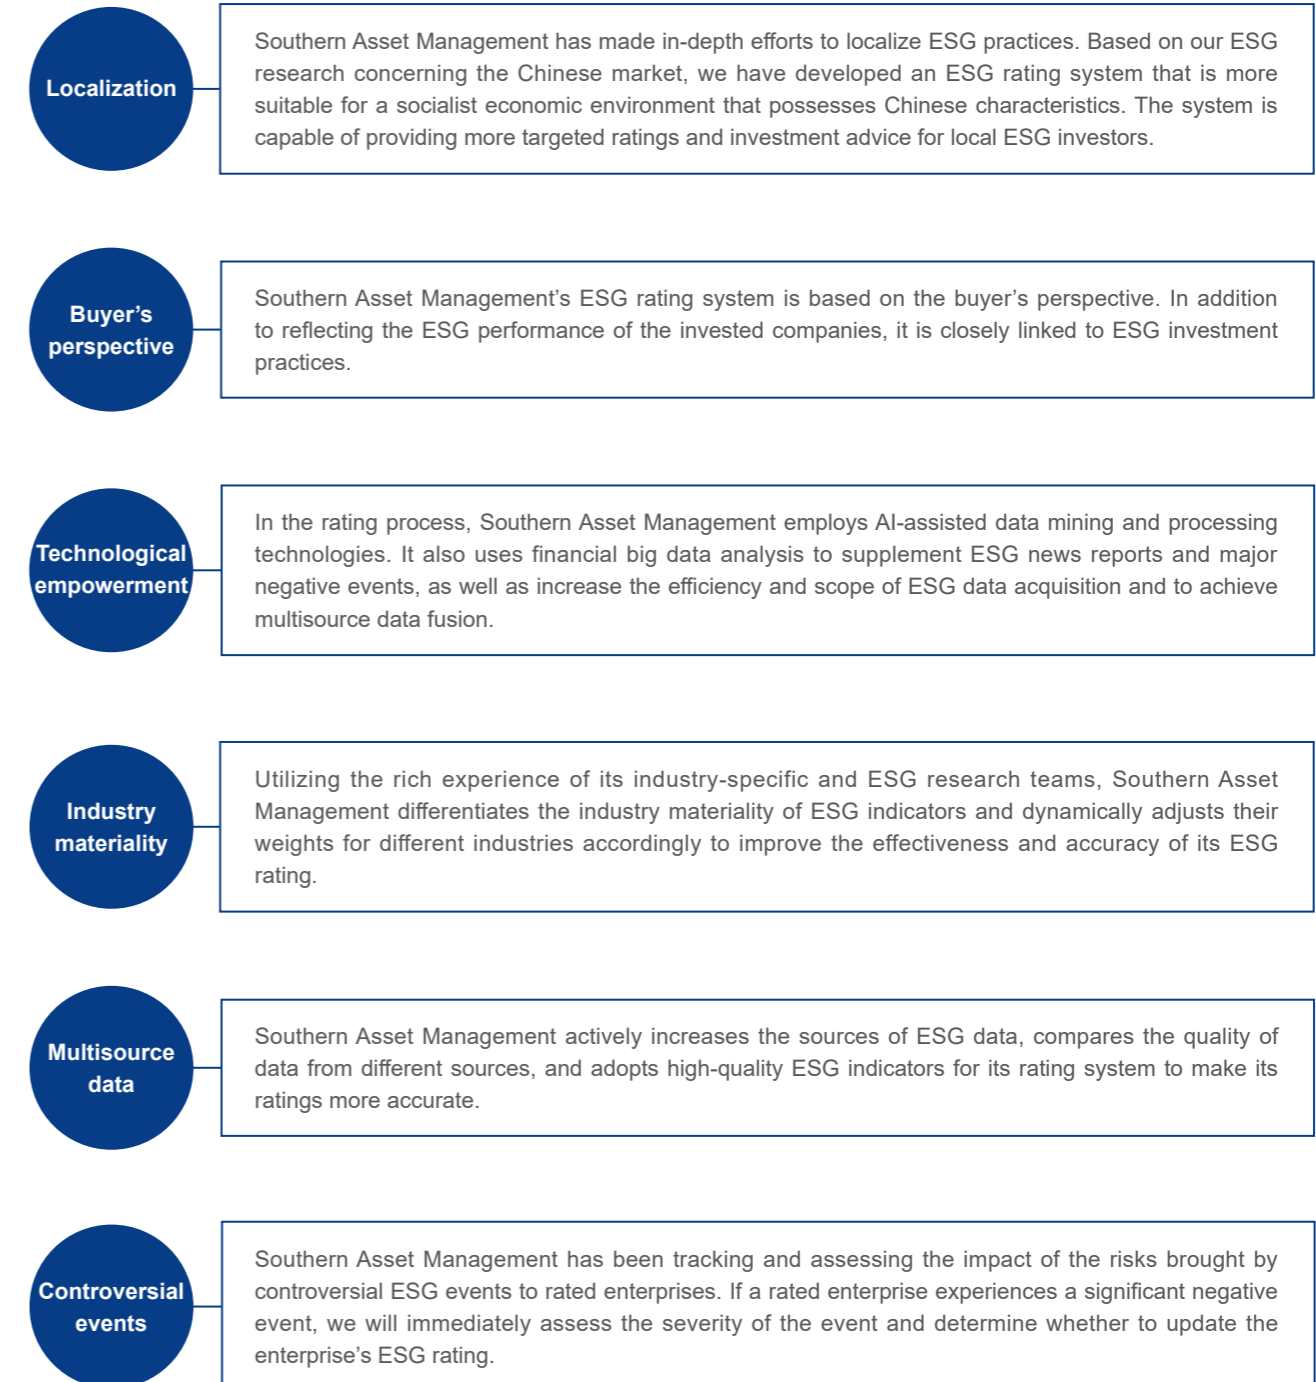 Localization
Southern Asset Management has made in-depth efforts to localize ESG practices. Based on our ESG
research concerning the Chinese market, we have developed an ESG rating system that is more
suitable for a socialist economic environment that possesses Chinese characteristics. The system is
capable of providing more targeted ratings and investment advice for local ESG investors.
Buyer’s
perspective
Southern Asset Management’s ESG rating system is based on the buyer’s perspective. In addition
to reflecting the ESG performance of the invested companies, it is closely linked to ESG investment
practices.
Technological
empowerment
In the rating process, Southern Asset Management employs AI-assisted data mining and processing
technologies. It also uses financial big data analysis to supplement ESG news reports and major
negative events, as well as increase the efficiency and scope of ESG data acquisition and to achieve
multisource data fusion.
Industry
materiality
Utilizing the rich experience of its industry-specific and ESG research teams, Southern Asset
Management differentiates the industry materiality of ESG indicators and dynamically adjusts their
weights for different industries accordingly to improve the effectiveness and accuracy of its ESG
rating.
Multisource
data
Southern Asset Management actively increases the sources of ESG data, compares the quality of
data from different sources, and adopts high-quality ESG indicators for its rating system to make its
ratings more accurate.
Controversial
events
Southern Asset Management has been tracking and assessing the impact of the risks brought by
controversial ESG events to rated enterprises. If a rated enterprise experiences a significant negative
event, we will immediately assess the severity of the event and determine whether to update the
enterprise’s ESG rating.